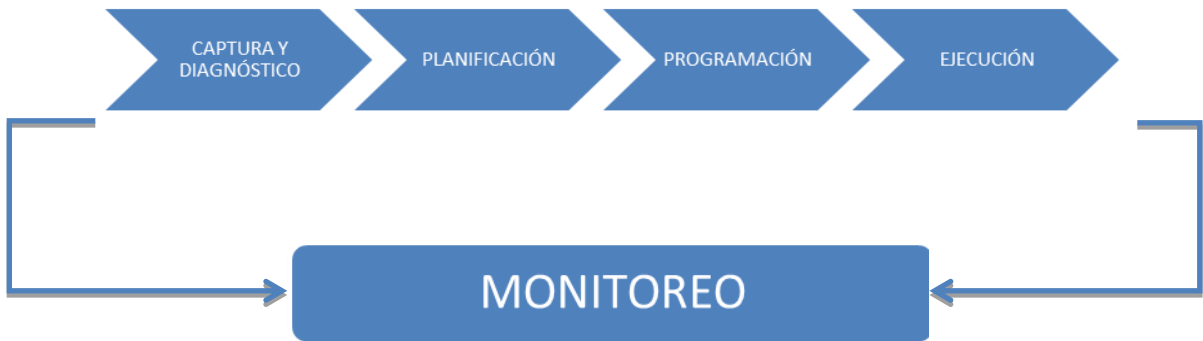 CAPTURA Y
DIAGNÓSTICO
PLANIFICACIÓN
PROGRAMACIÓN
EJECUCIÓN
MONITOREO